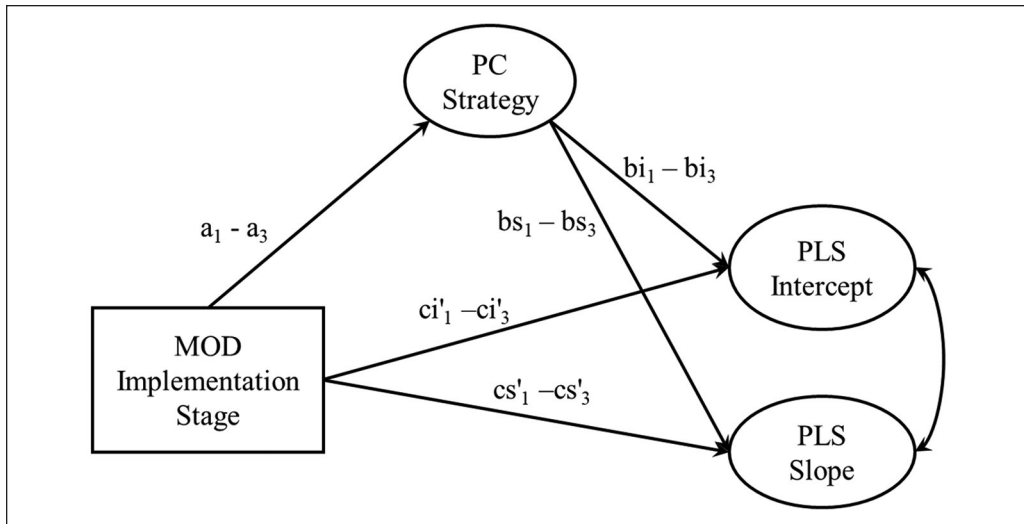 PC
Strategy
bi₁ – bi₃
bs₁ – bs₃
a₁ - a₃
PLS
Intercept
ci'₁ –ci'₃
MOD
Implementation
Stage
cs'₁ –cs'₃
PLS
Slope